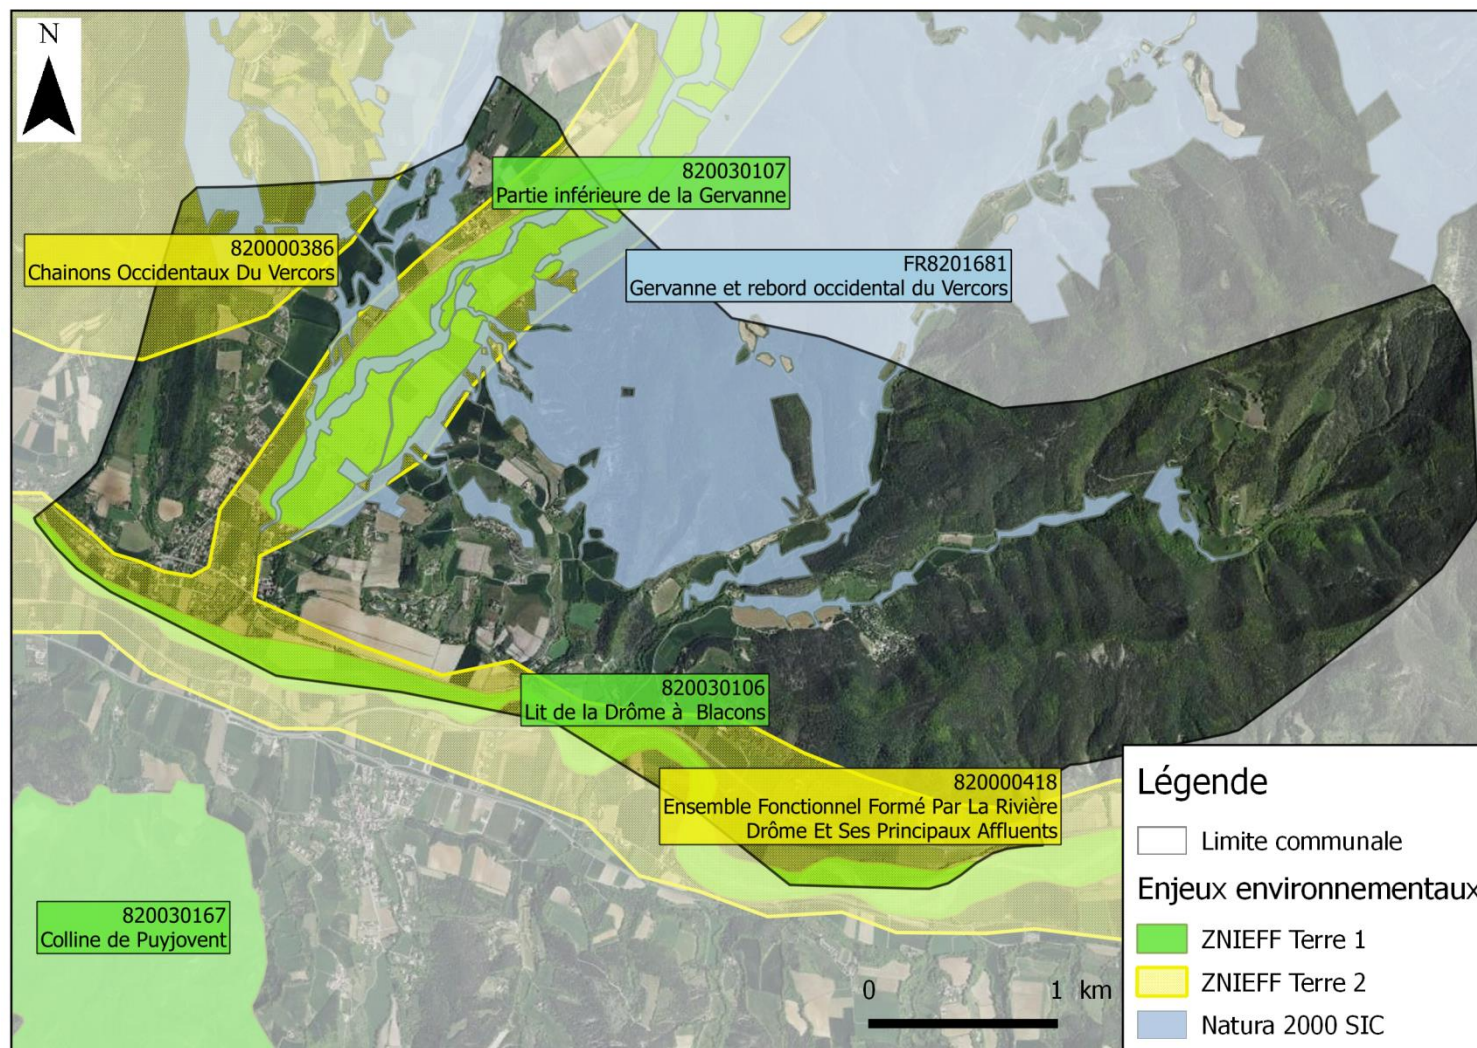 N
820030107
Partie inférieure de la Gervanne
820000386
Chainons Occidentaux Du Vercors
FR8201681
Gervanne et rebord occidental du Vercors
820030106
Lit de la Drôme à Blacons
820000418
Ensemble Fonctionnel Formé Par La Rivière
Drôme Et Ses Principaux Affluents
820030167
Colline de Puyjovent
0 1 km
Légende
Limite communale
Enjeux environnementaux
ZNIEFF Terre 1
ZNIEFF Terre 2
Natura 2000 SIC